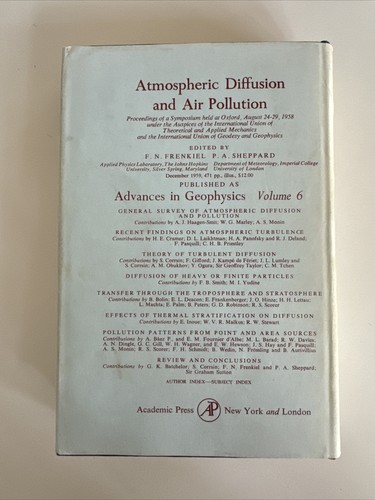 Atmospheric Diffusion
and Air Pollution
Proceedings of a Symposium held at Oxford, August 24-29, 1958
under the Auspices of the International Union of
Theoretical and Applied Mechanics
and the International Union of Geodesy and Geophysics
EDITED BY
F. N. FRENKIEL P. A. SHEPPARD
Applied Physics Laboratory, The Johns Hopkins Department of Meteorology, Imperial College
University, Silver Spring, Maryland University of London
December 1959, 471 pp., illus., $12.00
PUBLISHED AS
Advances in Geophysics Volume 6
GENERAL SURVEY OF ATMOSPHERIC DIFFUSION
AND POLLUTION
Contributions by A. J. Haagen-Smit; W. G. Marley; A. S. Monin
RECENT FINDINGS ON ATMOSPHERIC TURBULENCE
Contributions by H. E. Cramer; D. L. Laikhtman; H. A. Panofsky and R. J. Deland;
F. Pasquill; C. H. B. Priestley
THEORY OF TURBULENT DIFFUSION
Contributions by S. Corrsin; F. Gifford; J. Kampé de Fériet; J. L. Lumley and
S. Corrsin; A. M. Obukhov; Y. Ogura; Sir Geoffrey Taylor; C. M. Tchen
DIFFUSION OF HEAVY OR FINITE PARTICLES
Contributions by F. B. Smith; M. I. Yudine
TRANSFER THROUGH THE TROPOSPHERE AND STRATOSPHERE
Contributions by B. Bolin; E. L. Deacon; E. Frankenberger; J. O. Hinze; H. H. Lettau;
L. Machta; E. Palm; B. Peters; G. D. Robinson; R. S. Scorer
EFFECTS OF THERMAL STRATIFICATION ON DIFFUSION
Contributions by E. Inoue; W. V. R. Malkus; R. W. Stewart
POLLUTION PATTERNS FROM POINT AND AREA SOURCES
Contributions by A. Baez F. and E. M. Fournier d'Albe; M. L. Barad; R. W. Davies;
A. N. Dingle; G. C. Gill, W. H. Wagner, and E. W. Hewson; J. S. Hay and F. Pasquill;
A. S. Monin; R. S. Scorer; F. H. Schmidt; B. Wedin, N. Frössling and B. Aurivillius
REVIEW AND CONCLUSIONS
Contributions by G. K. Batchelor; S. Corrsin; F. N. Frenkiel and P. A. Sheppard;
Sir Graham Sutton
AUTHOR INDEX—SUBJECT INDEX
Academic Press AP New York and London